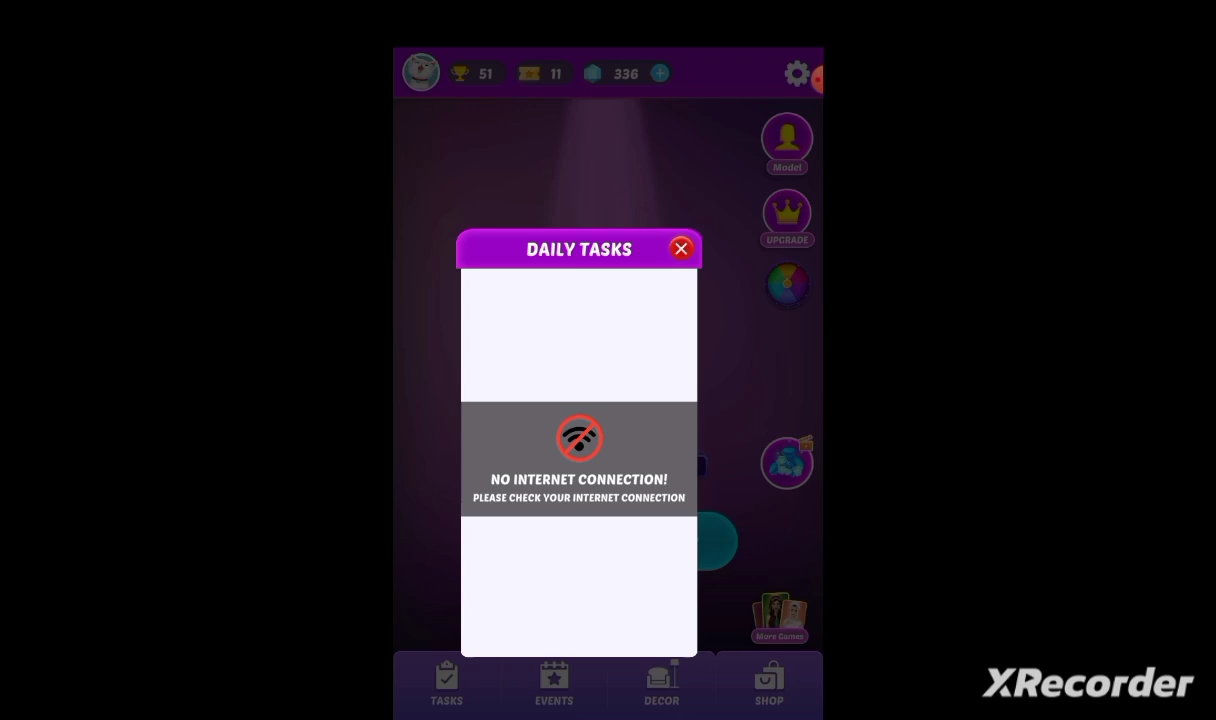 51
11
336
Model
UPGRADE
DAILY TASKS
NO INTERNET CONNECTION!
PLEASE CHECK YOUR INTERNET CONNECTION
More Games
TASKS
EVENTS
DECOR
SHOP
XRecorder